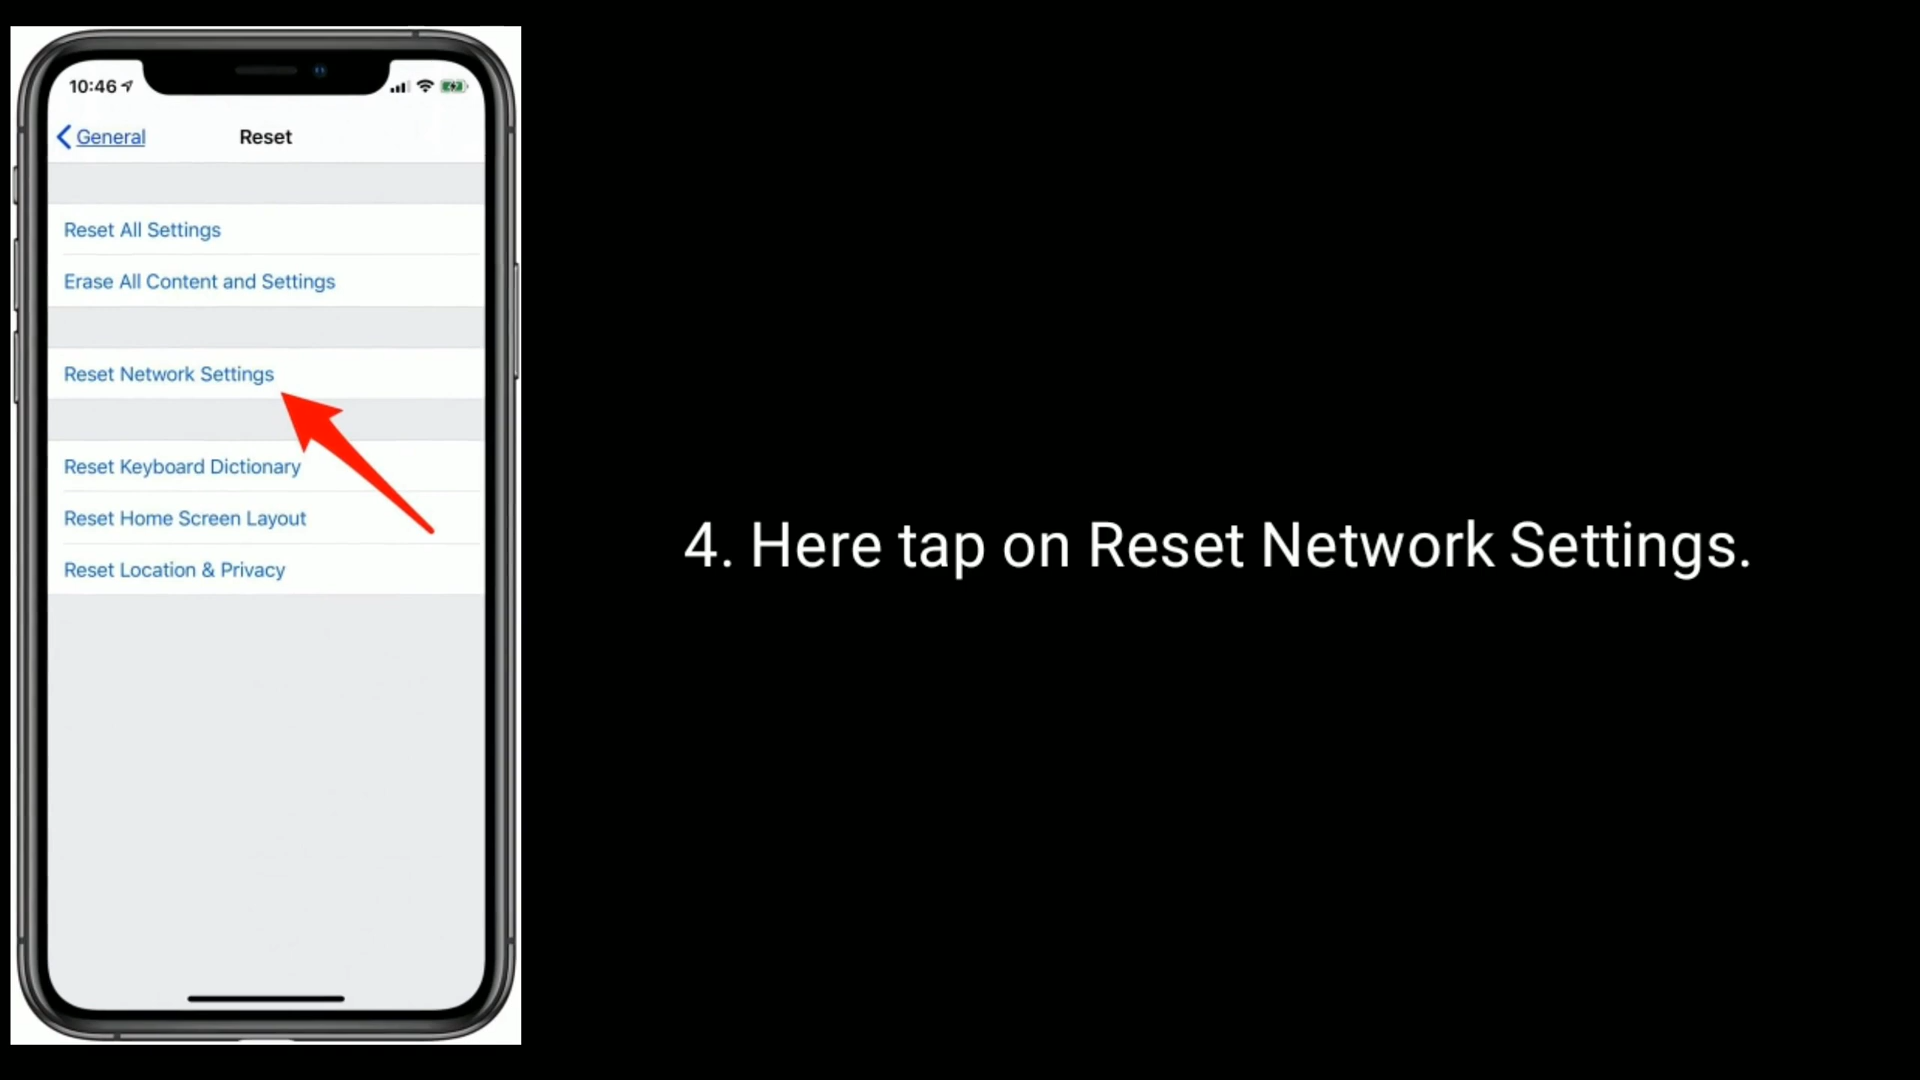 10:46
General
Reset
Reset All Settings
Erase All Content and Settings
Reset Network Settings
Reset Keyboard Dictionary
Reset Home Screen Layout
Reset Location & Privacy
4. Here tap on Reset Network Settings.